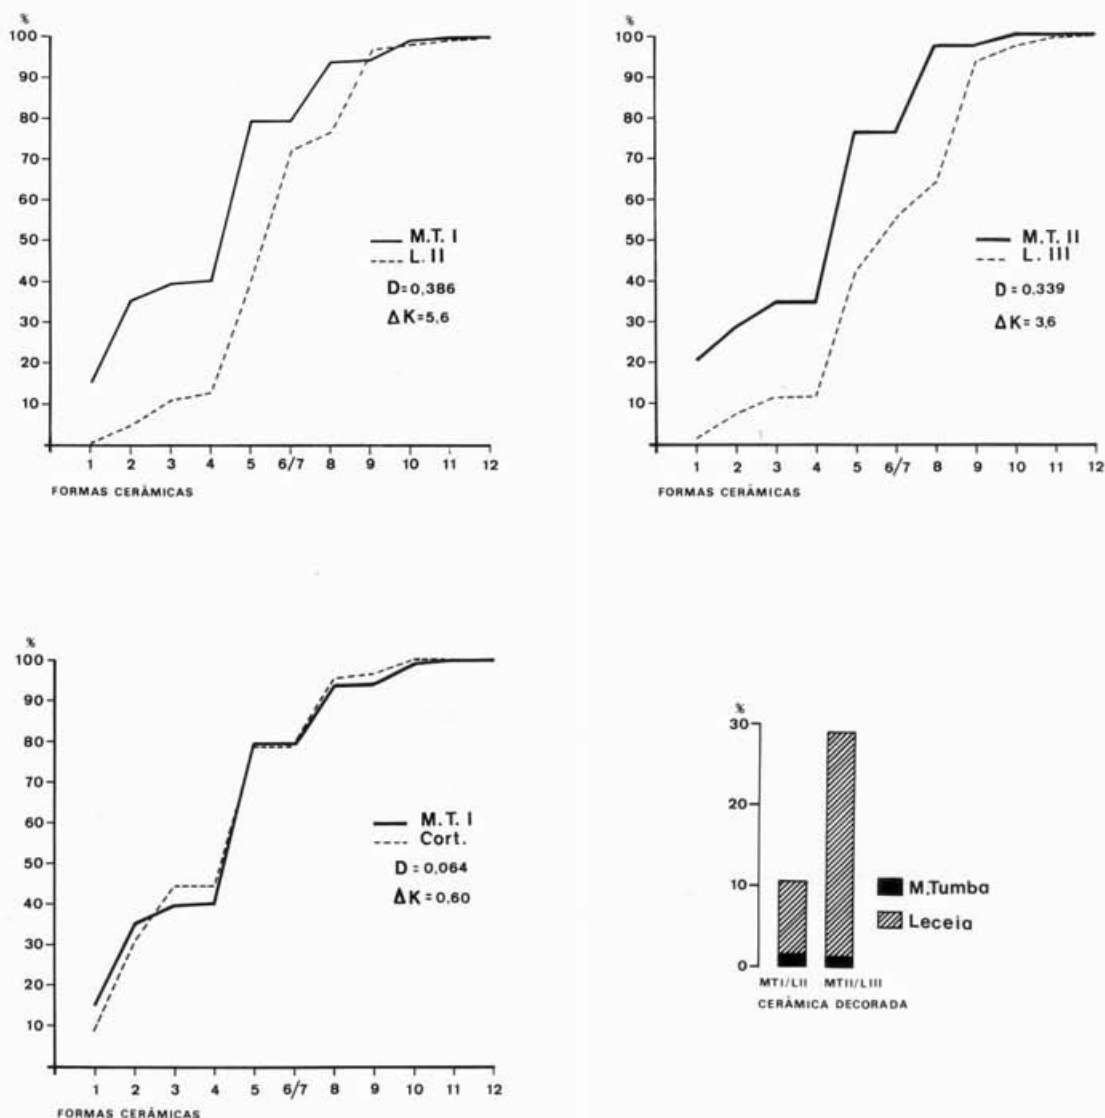 %
100
90
80
70
60
50
40
30
20
10
M.T. I
L. II
D=0,386
Δ K=5,6
1 2 3 4 5 6/7 8 9 10 11 12
FORMAS CERÂMICAS
%
100
90
80
70
60
50
40
30
20
10
M.T. II
L. III
D=0.339
Δ K=3,6
1 2 3 4 5 6/7 8 9 10 11 12
FORMAS CERÂMICAS
%
100
90
80
70
60
50
40
30
20
10
M.T. I
Cort.
D=0,064
ΔK=0,60
1 2 3 4 5 6/7 8 9 10 11 12
FORMAS CERÂMICAS
%
30
20
10
0
M.Tumba
Leceia
MTI/LII MTII/LIII
CERÂMICA DECORADA